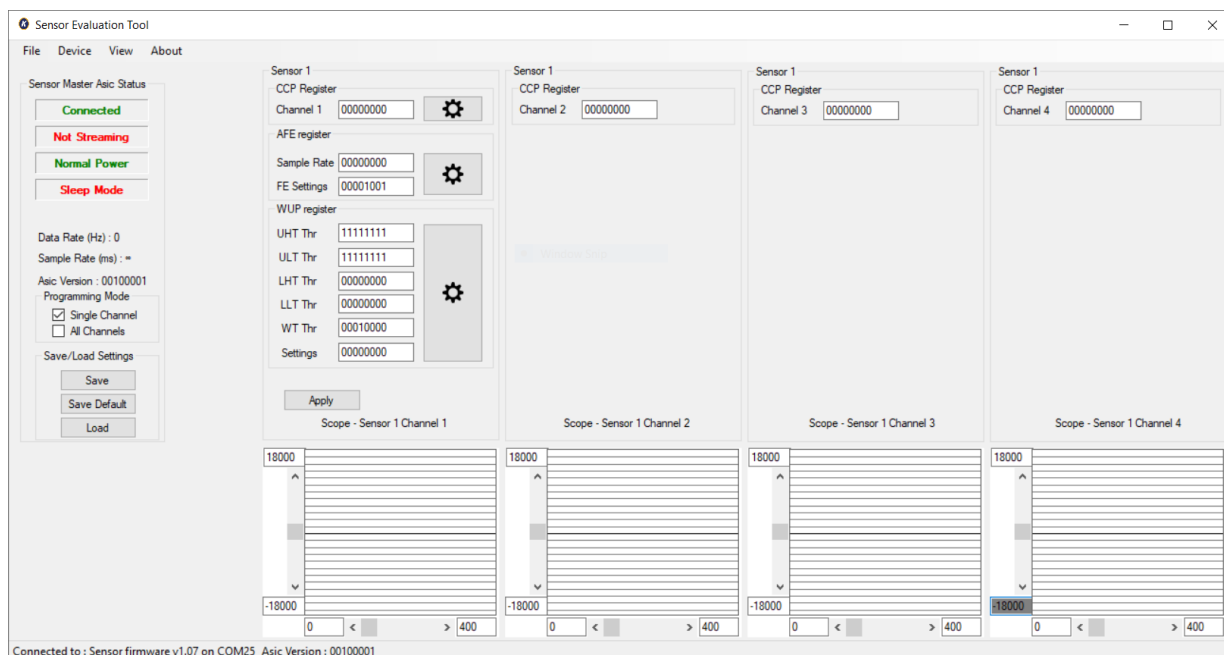 Sensor Evaluation Tool
File Device View About
Sensor Master Asic Status
Connected
Not Streaming
Normal Power
Sleep Mode
Data Rate (Hz) : 0
Sample Rate (ms) : ∞
Asic Version : 00100001
Programming Mode
Single Channel
All Channels
Save/Load Settings
Save
Save Default
Load
Sensor 1
CCP Register
Channel 1 00000000
AFE register
Sample Rate 00000000
FE Settings 00001001
WUP register
UHT Thr 11111111
ULT Thr 11111111
LHT Thr 00000000
LLT Thr 00000000
WT Thr 00010000
Settings 00000000
Apply
Scope - Sensor 1 Channel 1
18000
-18000
0 < > 400
Sensor 1
CCP Register
Channel 2 00000000
Scope - Sensor 1 Channel 2
18000
-18000
0 < > 400
Sensor 1
CCP Register
Channel 3 00000000
Scope - Sensor 1 Channel 3
18000
-18000
0 < > 400
Sensor 1
CCP Register
Channel 4 00000000
Scope - Sensor 1 Channel 4
18000
-18000
0 < > 400
Connected to : Sensor firmware v1.07 on COM25 Asic Version : 00100001